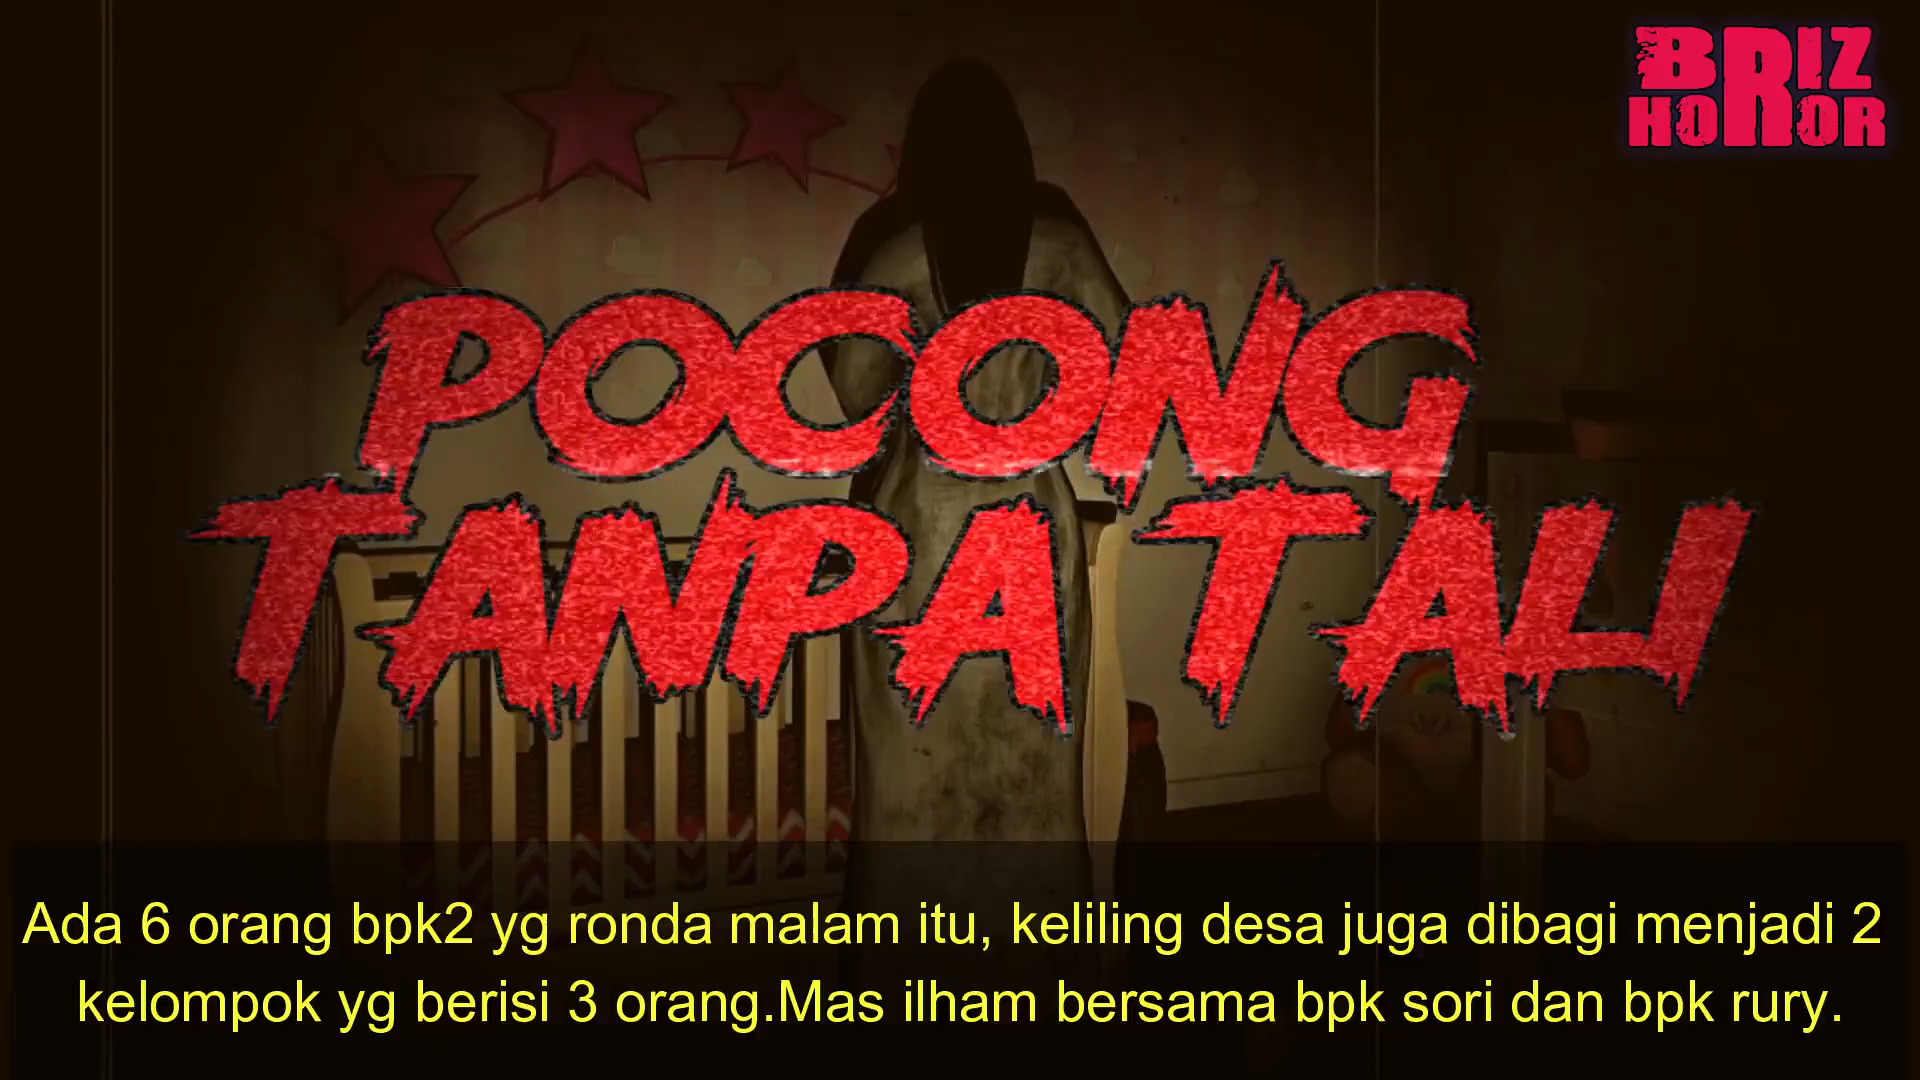 BRIZ
HOROR
POCONG
TANPA TALI
Ada 6 orang bpk2 yg ronda malam itu, keliling desa juga dibagi menjadi 2
kelompok yg berisi 3 orang.Mas ilham bersama bpk sori dan bpk rury.